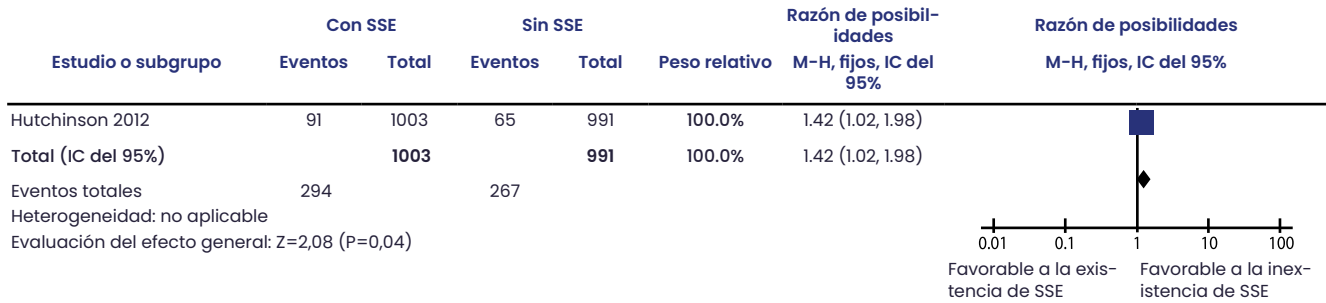 Con SSE Sin SSE Razón de posibil-idades Razón de posibilidades
Estudio o subgrupo Eventos Total Eventos Total Peso relativo M-H, fijos, IC del 95% M-H, fijos, IC del 95%
Hutchinson 2012 91 1003 65 991 100.0% 1.42 (1.02, 1.98)
Total (IC del 95%) 1003 991 100.0% 1.42 (1.02, 1.98)
Eventos totales 294 267
Heterogeneidad: no aplicable
Evaluación del efecto general: Z=2,08 (P=0,04)
0.01 0.1 1 10 100
Favorable a la exis-tencia de SSE
Favorable a la inex-istencia de SSE